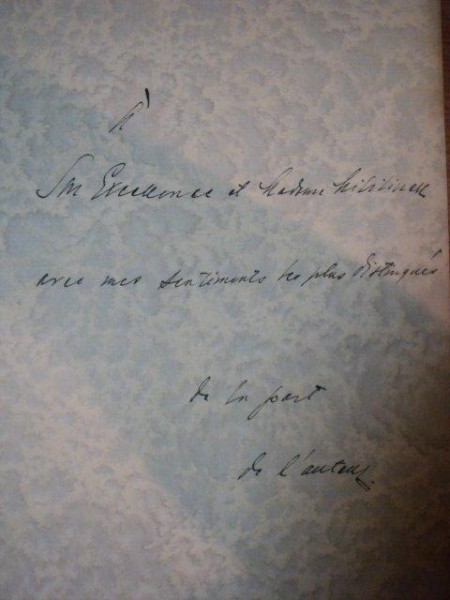 À
Son Excellence et Madame
avec mes sentiments les plus distingués
de la part
de l'auteur.